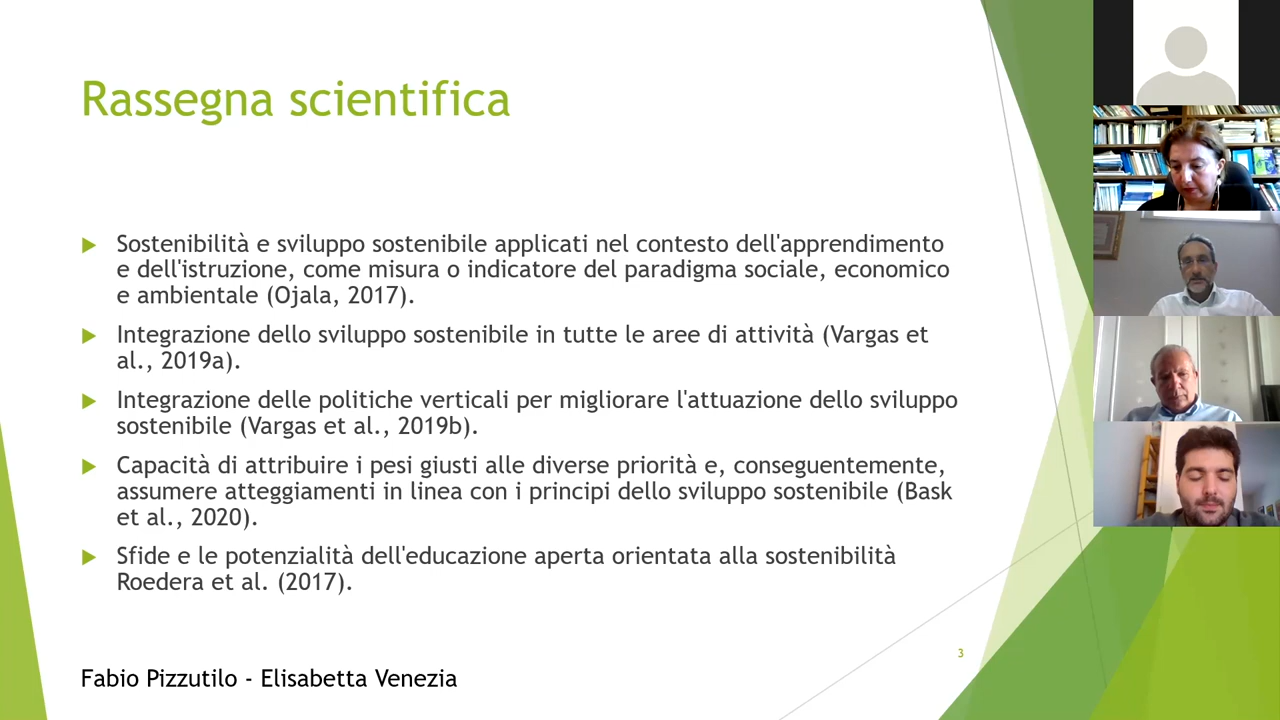 Rassegna scientifica
Sostenibilità e sviluppo sostenibile applicati nel contesto dell'apprendimento
e dell'istruzione, come misura o indicatore del paradigma sociale, economico
e ambientale (Ojala, 2017).
Integrazione dello sviluppo sostenibile in tutte le aree di attività (Vargas et
al., 2019a).
Integrazione delle politiche verticali per migliorare l'attuazione dello sviluppo
sostenibile (Vargas et al., 2019b).
Capacità di attribuire i pesi giusti alle diverse priorità e, conseguentemente,
assumere atteggiamenti in linea con i principi dello sviluppo sostenibile (Bask
et al., 2020).
Sfide e le potenzialità dell'educazione aperta orientata alla sostenibilità
Roedera et al. (2017).
3
Fabio Pizzutilo - Elisabetta Venezia